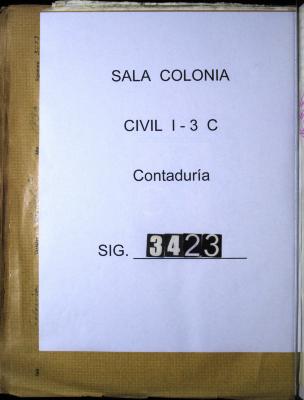 SALA COLONIA
CIVIL I - 3 C
Contaduría
SIG. 3423